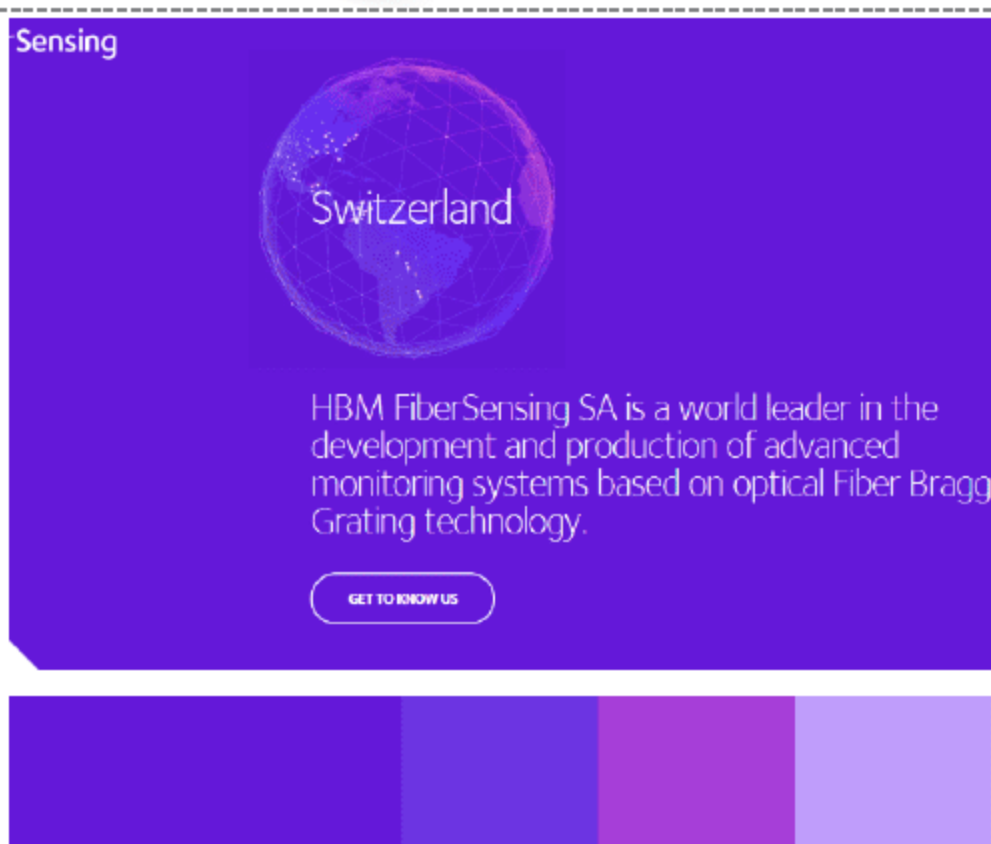 Sensing
Switzerland
HBM FiberSensing SA is a world leader in the
development and production of advanced
monitoring systems based on optical Fiber Bragg
Grating technology.
GET TO KNOW US